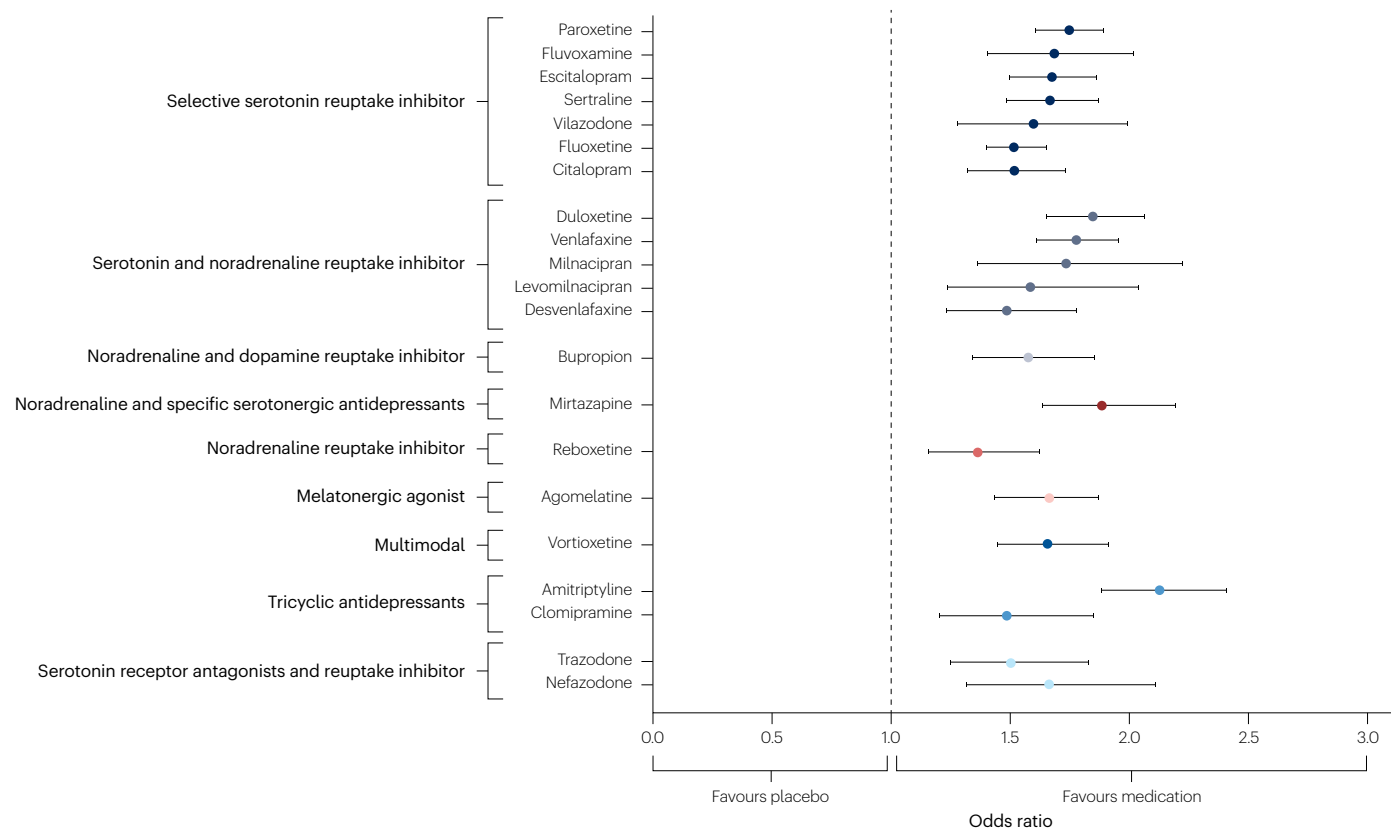 Selective serotonin reuptake inhibitor
Paroxetine
Fluvoxamine
Escitalopram
Sertraline
Vilazodone
Fluoxetine
Citalopram
Serotonin and noradrenaline reuptake inhibitor
Duloxetine
Venlafaxine
Milnacipran
Levomilnacipran
Desvenlafaxine
Noradrenaline and dopamine reuptake inhibitor
Bupropion
Noradrenaline and specific serotonergic antidepressants
Mirtazapine
Noradrenaline reuptake inhibitor
Reboxetine
Melatonergic agonist
Agomelatine
Multimodal
Vortioxetine
Tricyclic antidepressants
Amitriptyline
Clomipramine
Serotonin receptor antagonists and reuptake inhibitor
Trazodone
Nefazodone
0.0 0.5 1.0 1.5 2.0 2.5 3.0
Favours placebo Favours medication
Odds ratio